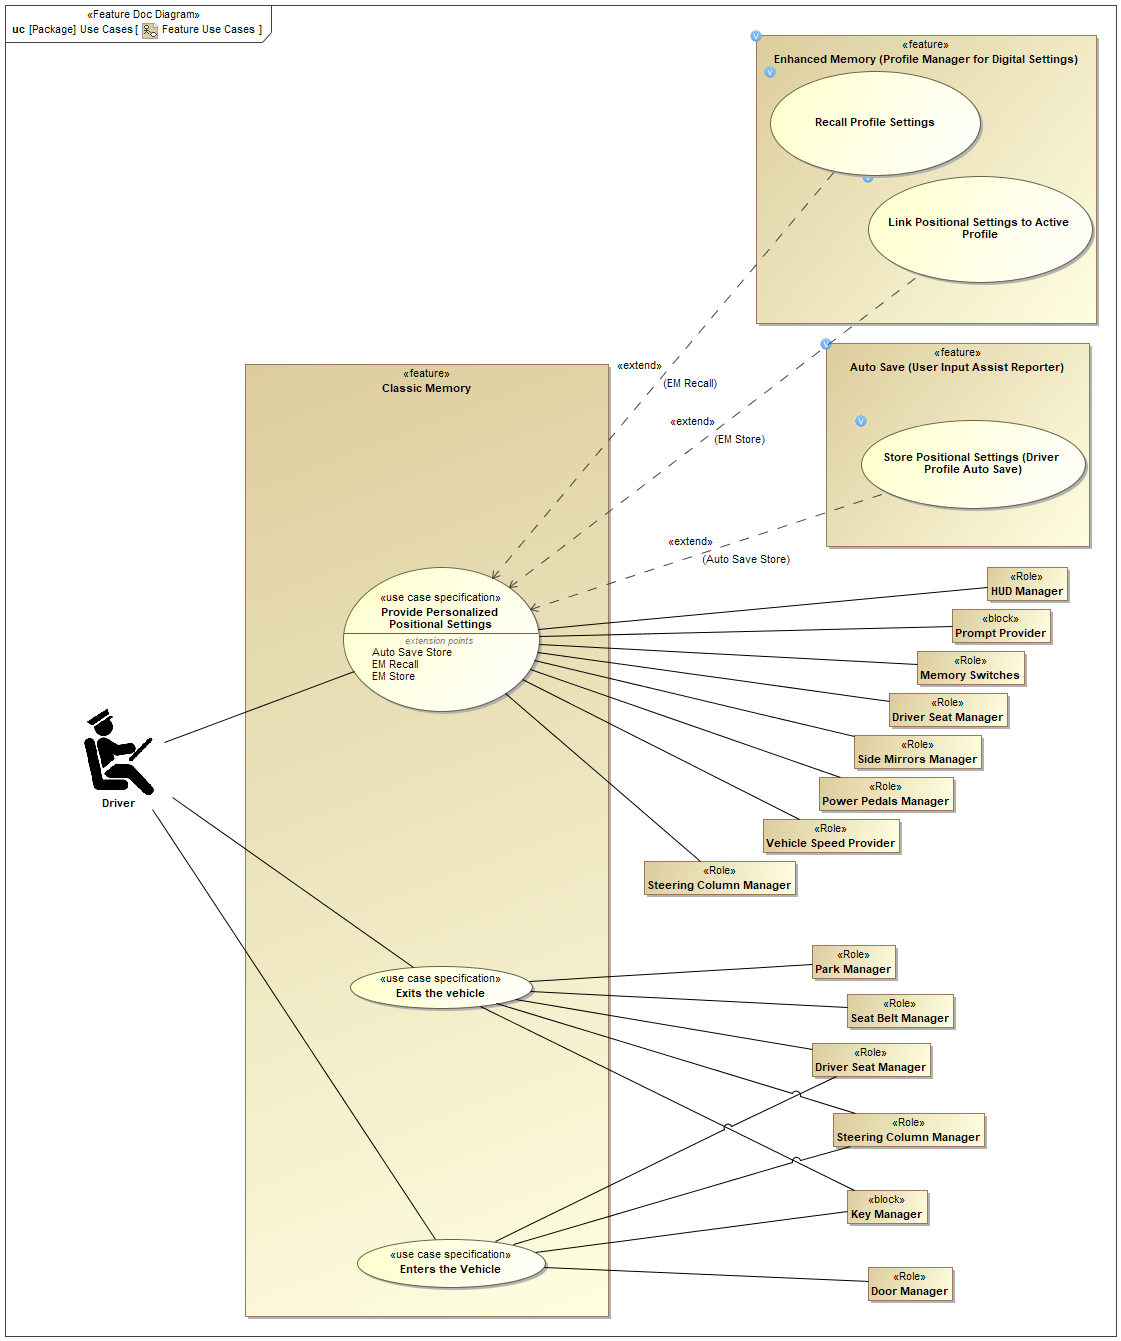 «Feature Doc Diagram»
uc [Package] Use Cases [ Feature Use Cases ]
«feature»
Enhanced Memory (Profile Manager for Digital Settings)
Recall Profile Settings
Link Positional Settings to Active
Profile
«feature»
Auto Save (User Input Assist Reporter)
Store Positional Settings (Driver
Profile Auto Save)
«extend»
(EM Recall)
«extend»
(EM Store)
«extend»
(Auto Save Store)
«feature»
Classic Memory
«use case specification»
Provide Personalized
Positional Settings
extension points
Auto Save Store
EM Recall
EM Store
«Role»
HUD Manager
«block»
Prompt Provider
«Role»
Memory Switches
«Role»
Driver Seat Manager
«Role»
Side Mirrors Manager
«Role»
Power Pedals Manager
«Role»
Vehicle Speed Provider
«Role»
Steering Column Manager
Driver
«use case specification»
Exits the vehicle
«Role»
Park Manager
«Role»
Seat Belt Manager
«Role»
Driver Seat Manager
«Role»
Steering Column Manager
«block»
Key Manager
«use case specification»
Enters the Vehicle
«Role»
Door Manager